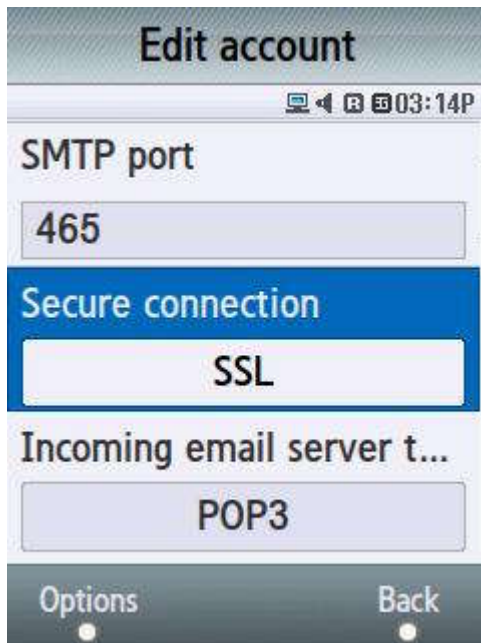 Edit account
03:14P
SMTP port
465
Secure connection
SSL
Incoming email server t...
POP3
Options
Back